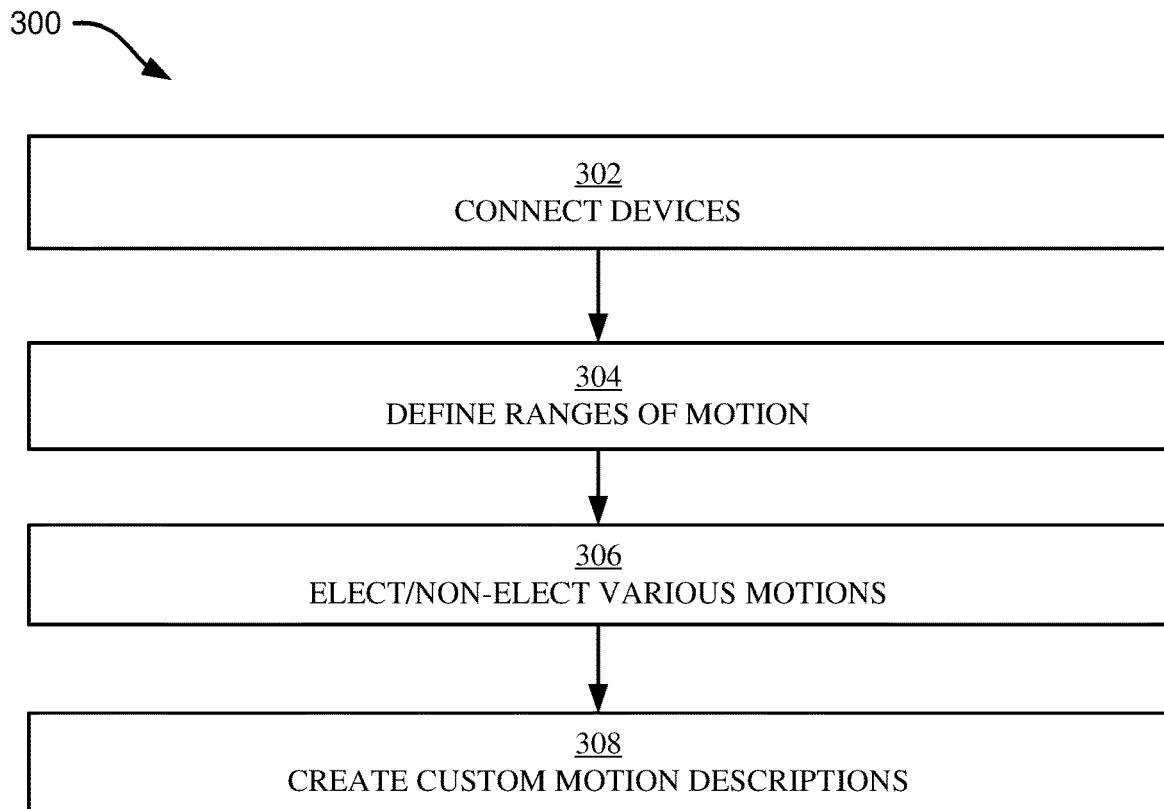 300
302
CONNECT DEVICES
304
DEFINE RANGES OF MOTION
306
ELECT/NON-ELECT VARIOUS MOTIONS
308
CREATE CUSTOM MOTION DESCRIPTIONS